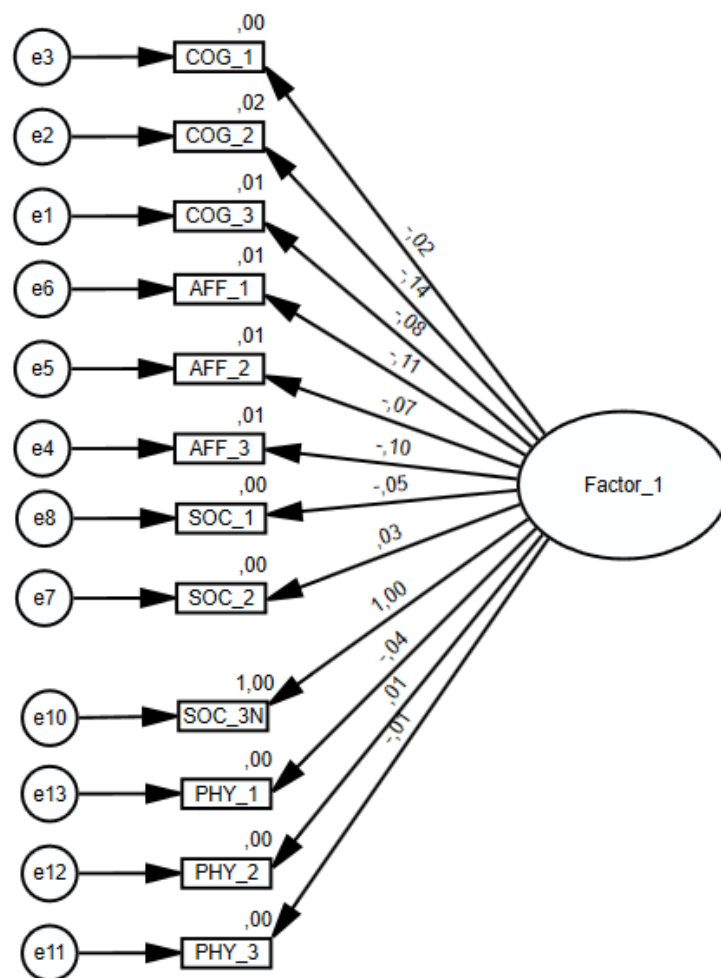 ,00
e3 COG_1
,02
e2 COG_2
,01
e1 COG_3
-,02
,01
e6 AFF_1
-,14
-,08
,01
e5 AFF_2
-,11
-,07
,01
e4 AFF_3
-,10
Factor_1
,00
-,05
e8 SOC_1
,00
,03
e7 SOC_2
1,00
1,00
-,04
e10 SOC_3N
,01
-,01
,00
e13 PHY_1
,00
e12 PHY_2
,00
e11 PHY_3